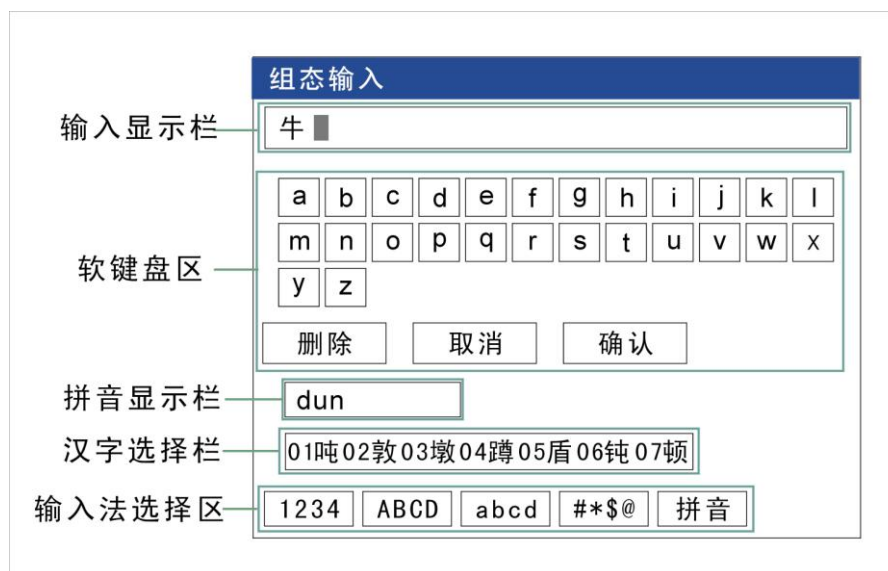 组态输入
输入显示栏 牛
a b c d e f g h i j k l
m n o p q r s t u v w x
软键盘区
y z
删除 取消 确认
拼音显示栏 dun
汉字选择栏 01吨02敦03墩04蹲05盾06钝07顿
输入法选择区 1234 ABCD abcd #*$@ 拼音